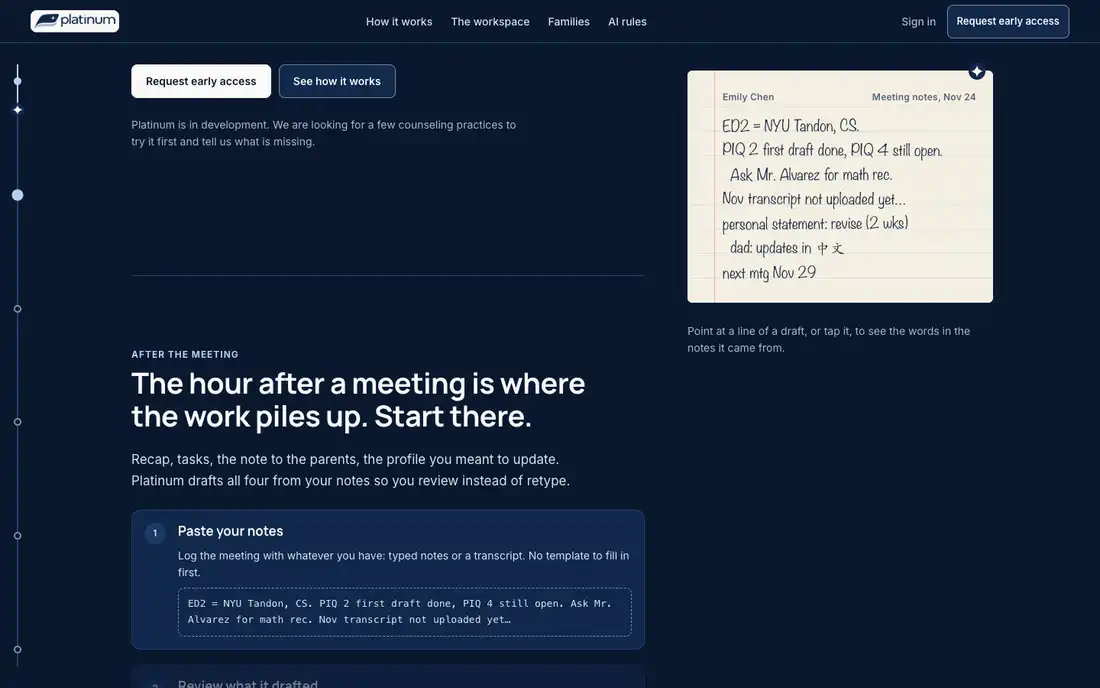 platinum
How it works
The workspace
Families
AI rules
Sign in
Request early access
Request early access
See how it works
Platinum is in development. We are looking for a few counseling practices to
try it first and tell us what is missing.
Emily Chen
Meeting notes, Nov 24
ED2 = NYU Tandon, CS.
PIQ 2 first draft done, PIQ 4 still open.
Ask Mr. Alvarez for math rec.
Nov transcript not uploaded yet...
personal statement: revise (2 wks)
dad: updates in 中文
next mtg Nov 29
Point at a line of a draft, or tap it, to see the words in the
notes it came from.
AFTER THE MEETING
The hour after a meeting is where
the work piles up. Start there.
Recap, tasks, the note to the parents, the profile you meant to update.
Platinum drafts all four from your notes so you review instead of retype.
1
Paste your notes
Log the meeting with whatever you have: typed notes or a transcript. No template to fill in
first.
ED2 = NYU Tandon, CS. PIQ 2 first draft done, PIQ 4 still open. Ask Mr.
Alvarez for math rec. Nov transcript not uploaded yet…
2
Review what it drafted